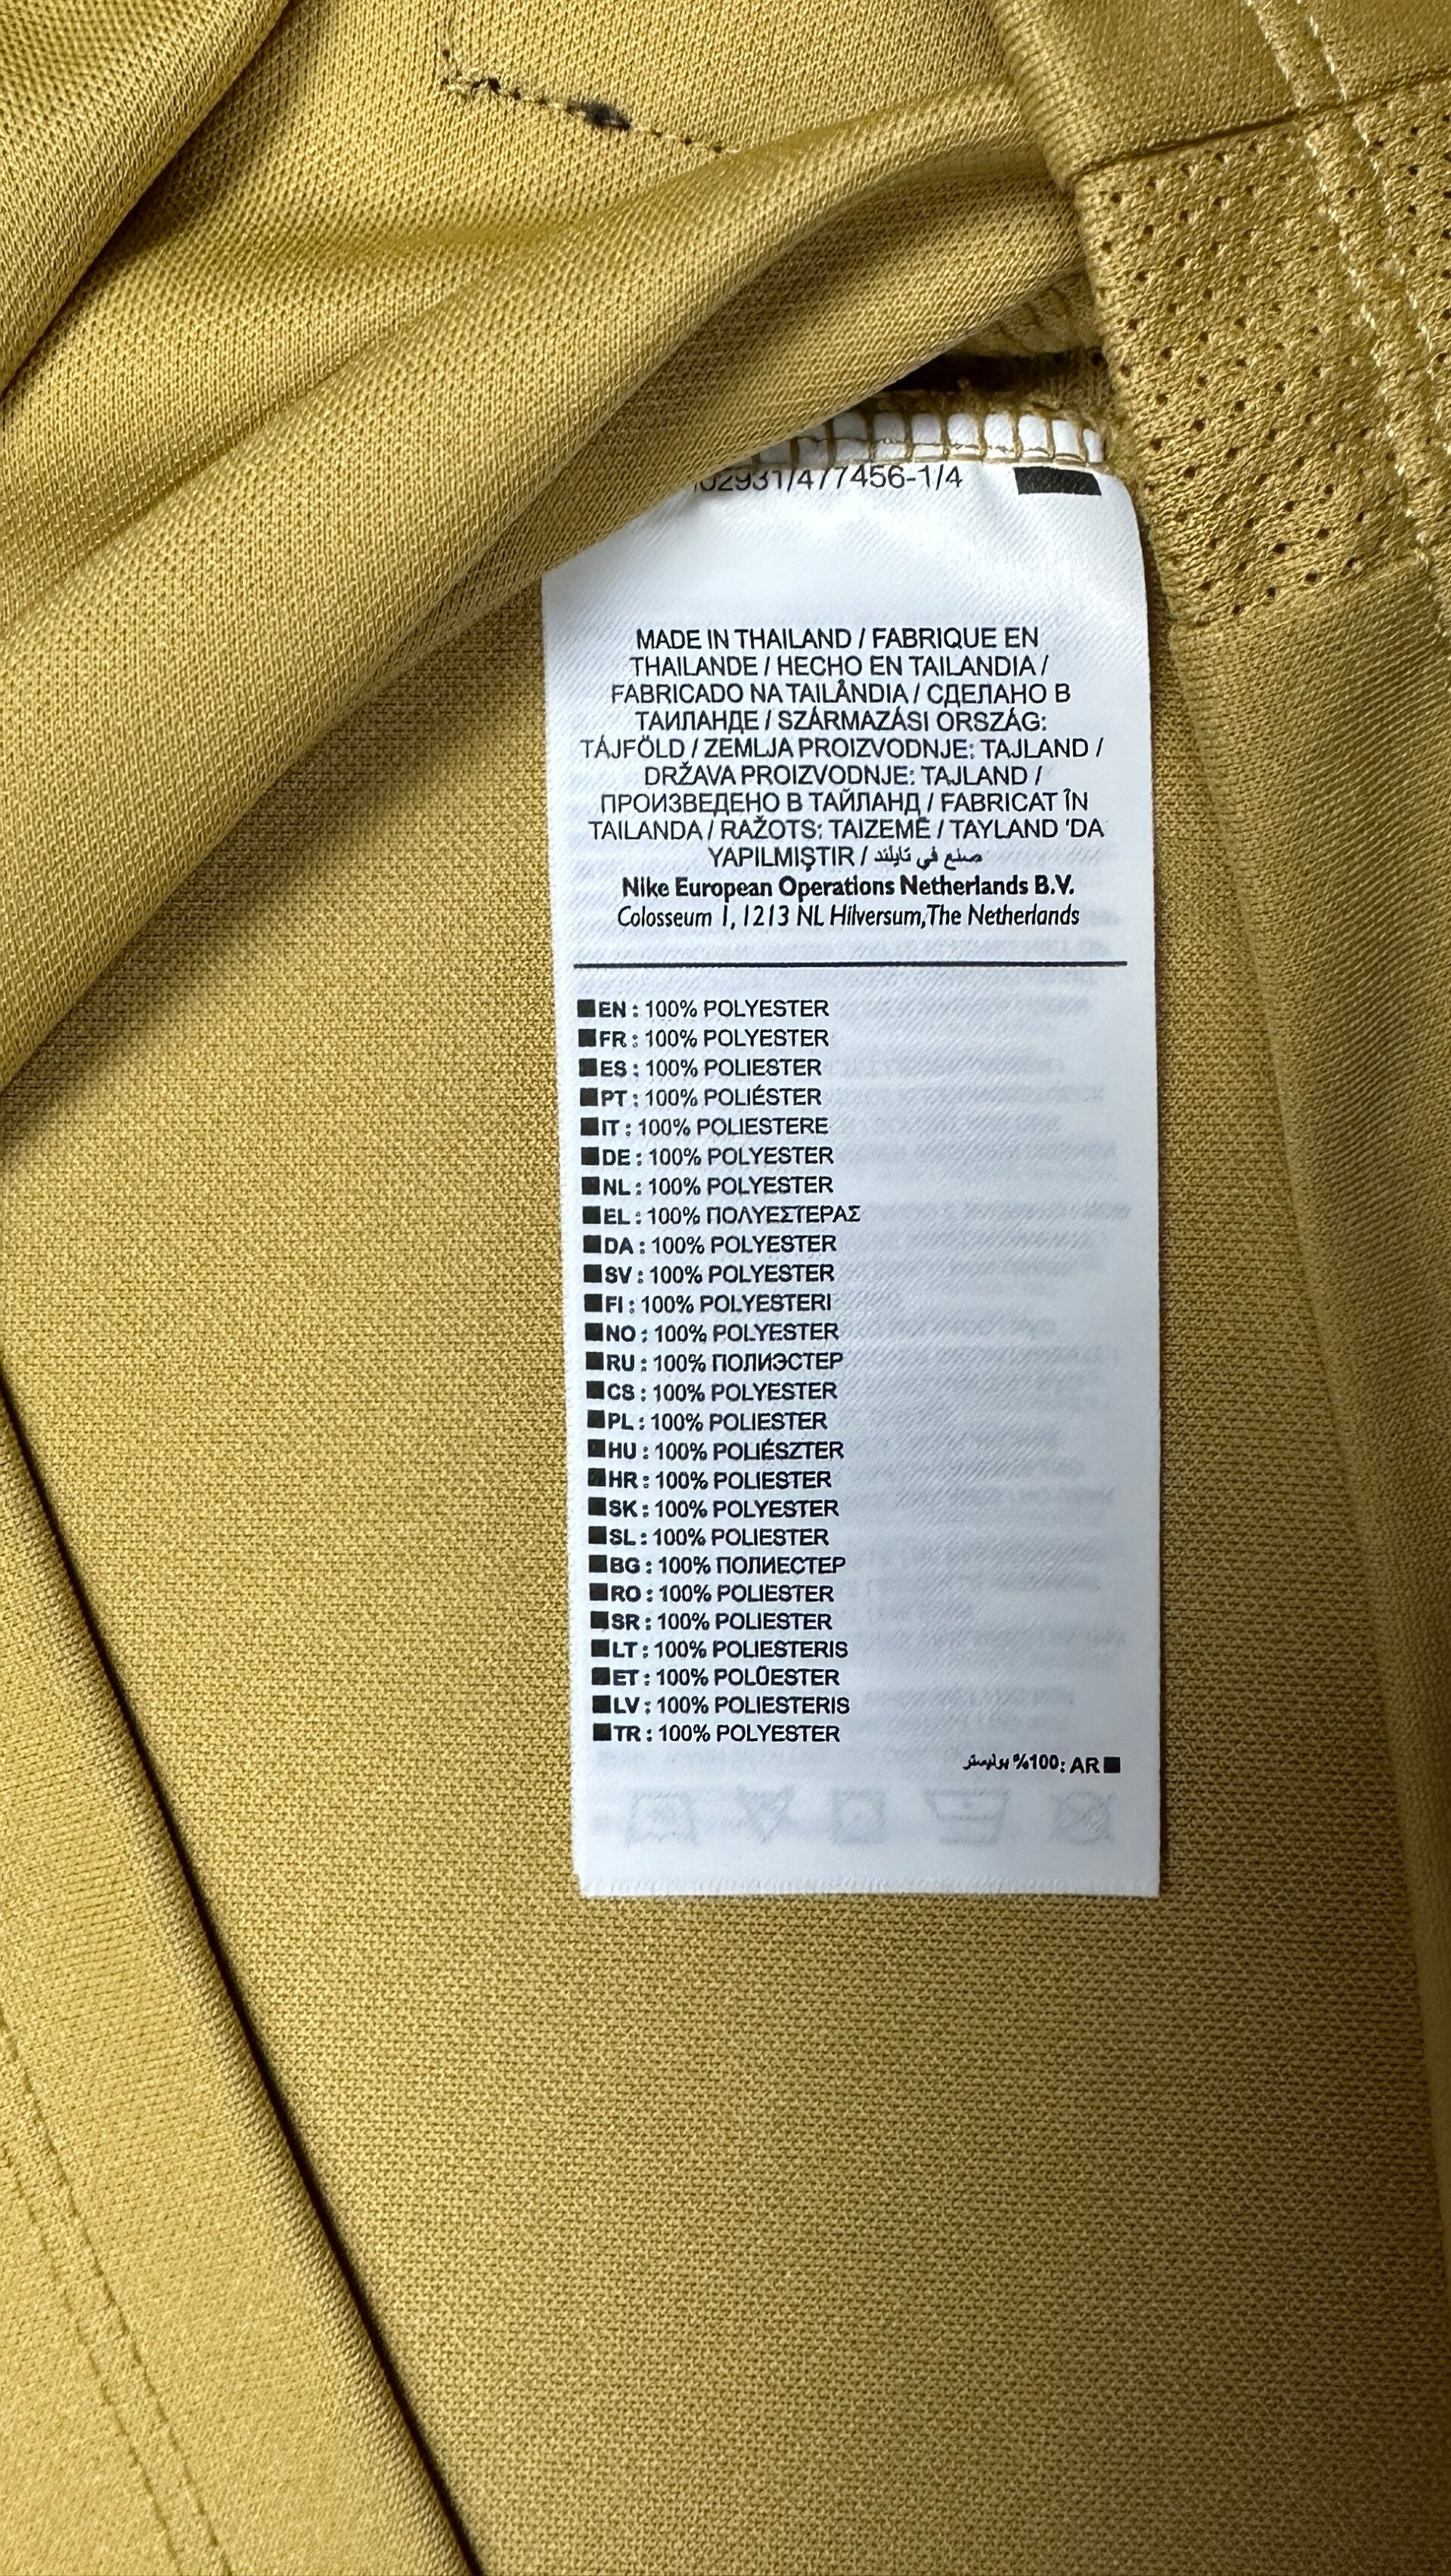 02931/477456-1/4
MADE IN THAILAND / FABRIQUE EN
THAILANDE / HECHO EN TAILANDIA /
FABRICADO NA TAILÂNDIA / СДЕЛАНО В
ТАИЛАНДЕ / SZÁRMAZÁSI ORSZÁG:
TÁJFÖLD / ZEMLJA PROIZVODNJE: TAJLAND /
DRŽAVA PROIZVODNJE: TAJLAND /
ПРОИЗВЕДЕНО В ТАЙЛАНД / FABRICAT ÎN
TAILANDA / RAŽOTS: TAIZEMĒ / TAYLAND 'DA
YAPILMIŞTIR / صنع في تايلند
Nike European Operations Netherlands B.V.
Colosseum 1, 1213 NL Hilversum,The Netherlands
EN : 100% POLYESTER
FR : 100% POLYESTER
ES : 100% POLIESTER
PT : 100% POLIÉSTER
IT : 100% POLIESTERE
DE : 100% POLYESTER
NL : 100% POLYESTER
EL : 100% ΠΟΛΥΕΣΤΕΡΑΣ
DA : 100% POLYESTER
SV : 100% POLYESTER
FI : 100% POLYESTERI
NO : 100% POLYESTER
RU : 100% ПОЛИЭСТЕР
CS : 100% POLYESTER
PL : 100% POLIESTER
HU : 100% POLIÉSZTER
HR : 100% POLIESTER
SK : 100% POLYESTER
SL : 100% POLIESTER
BG : 100% ПОЛИЕСТЕР
RO : 100% POLIESTER
SR : 100% POLIESTER
LT : 100% POLIESTERIS
ET : 100% POLÜESTER
LV : 100% POLIESTERIS
TR : 100% POLYESTER
AR :100% بوليستر